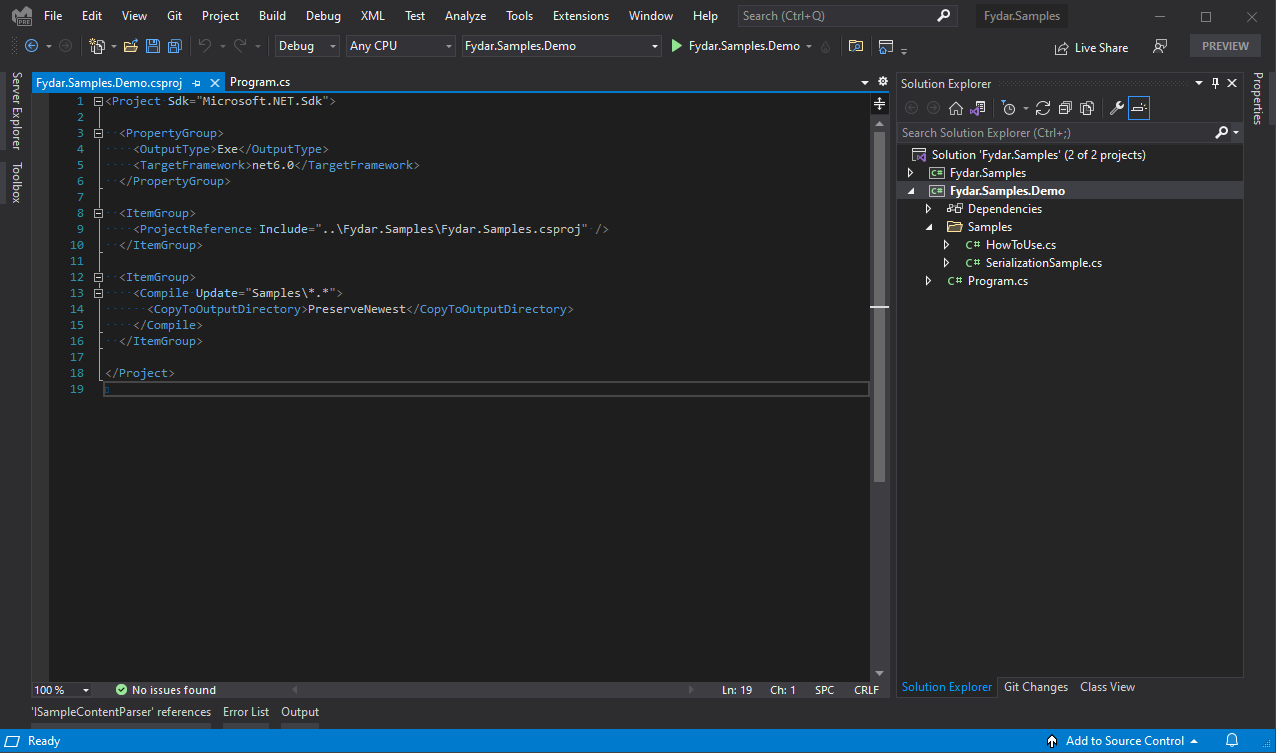 File Edit View Git Project Build Debug XML Test Analyze Tools Extensions Window Help Search (Ctrl+Q) Fydar.Samples
PRE
Debug Any CPU Fydar.Samples.Demo Fydar.Samples.Demo Live Share PREVIEW
Server Explorer
Toolbox
Fydar.Samples.Demo.csproj Program.cs
1 <Project Sdk="Microsoft.NET.Sdk">
2
3 <PropertyGroup>
4 <OutputType>Exe</OutputType>
5 <TargetFramework>net6.0</TargetFramework>
6 </PropertyGroup>
7
8 <ItemGroup>
9 <ProjectReference Include="..\Fydar.Samples\Fydar.Samples.csproj" />
10 </ItemGroup>
11
12 <ItemGroup>
13 <Compile Update="Samples\*.*">
14 <CopyToOutputDirectory>PreserveNewest</CopyToOutputDirectory>
15 </Compile>
16 </ItemGroup>
17
18 </Project>
19
100 % No issues found Ln: 19 Ch: 1 SPC CRLF
Solution Explorer
Search Solution Explorer (Ctrl+;)
Solution 'Fydar.Samples' (2 of 2 projects)
C# Fydar.Samples
C# Fydar.Samples.Demo
Dependencies
Samples
C# HowToUse.cs
C# SerializationSample.cs
C# Program.cs
Solution Explorer Git Changes Class View
Properties
'ISampleContentParser' references Error List Output
Ready Add to Source Control